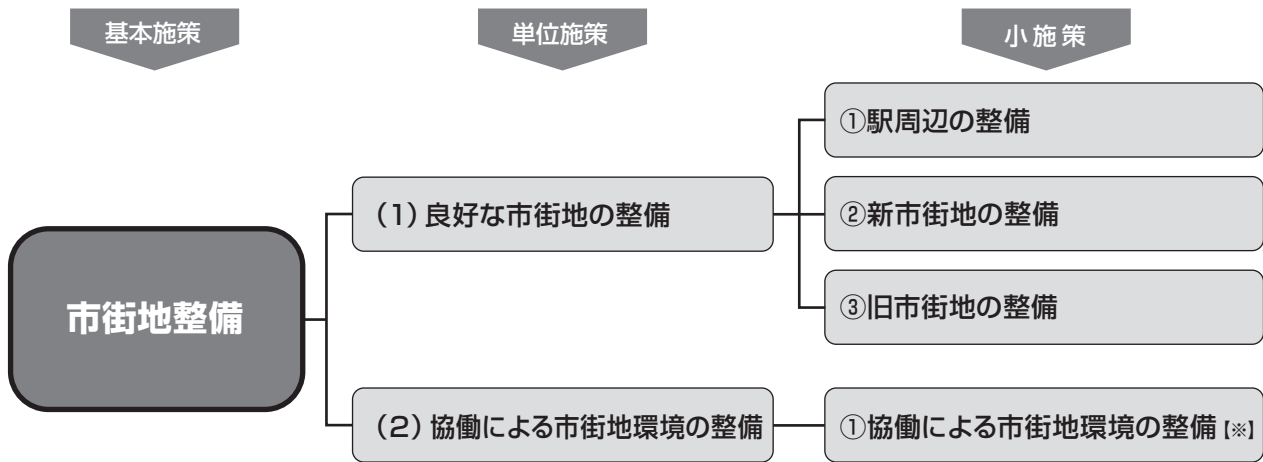 基本施策
単位施策
小施策
①駅周辺の整備
(1)良好な市街地の整備
②新市街地の整備
市街地整備
③旧市街地の整備
(2)協働による市街地環境の整備
①協働による市街地環境の整備【※】